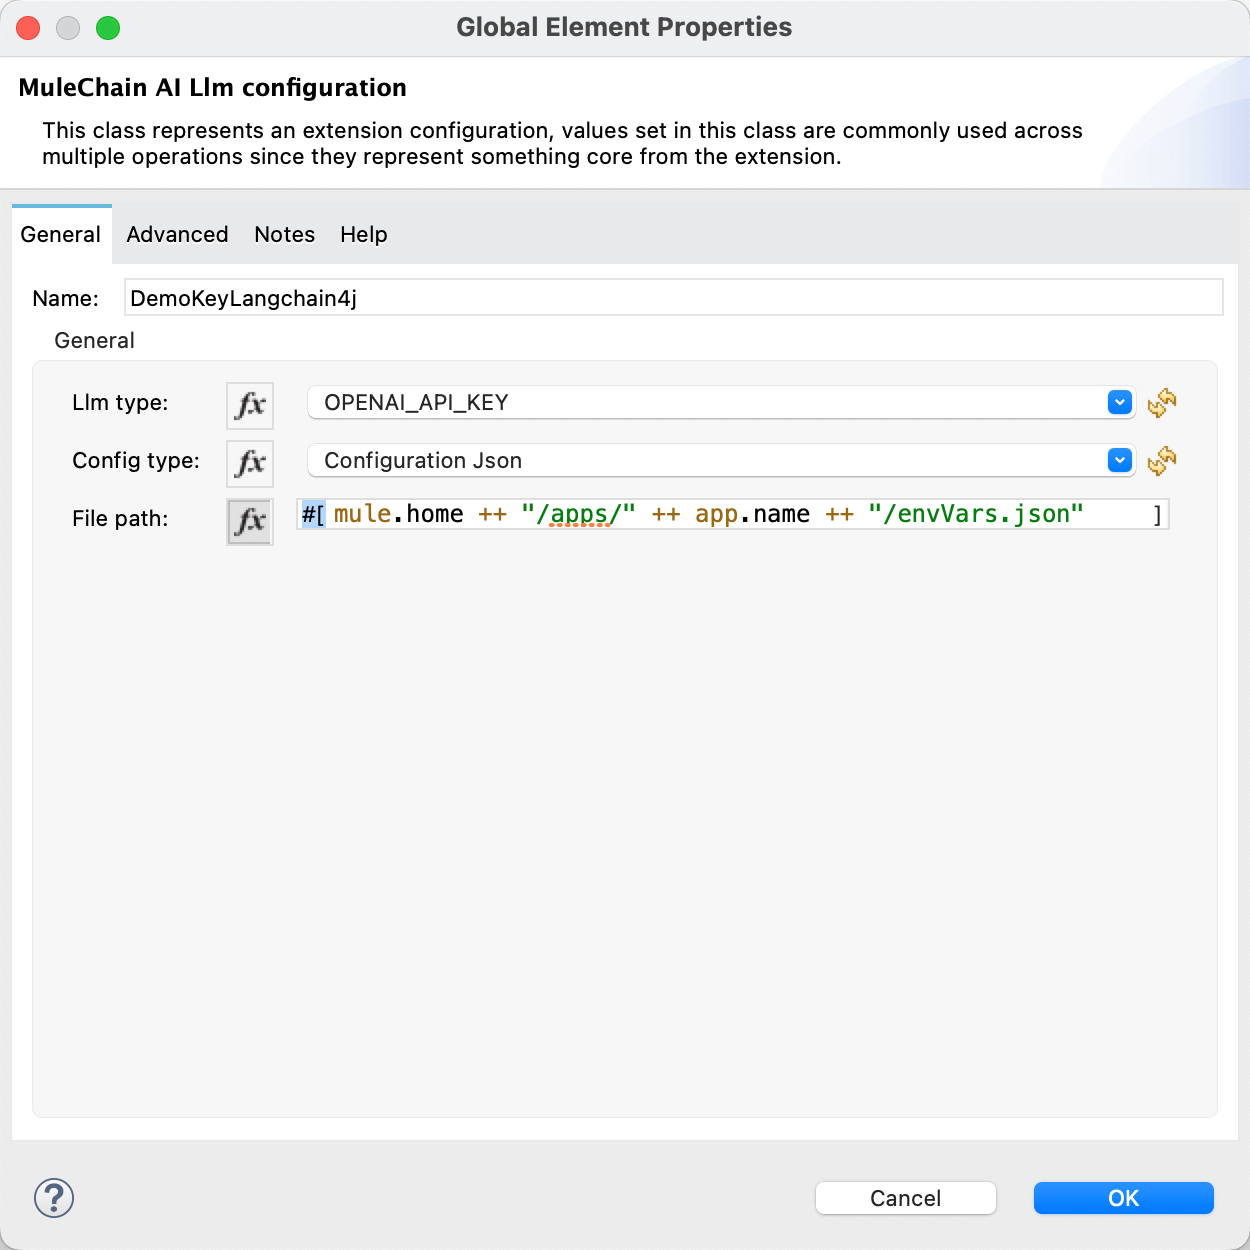 Global Element Properties
MuleChain AI Llm configuration
This class represents an extension configuration, values set in this class are commonly used across
multiple operations since they represent something core from the extension.
General Advanced Notes Help
Name: DemoKeyLangchain4j
General
Llm type: fx OPENAI_API_KEY
Config type: fx Configuration Json
File path: fx #[ mule.home ++ "/apps/" ++ app.name ++ "/envVars.json" ]
? Cancel OK